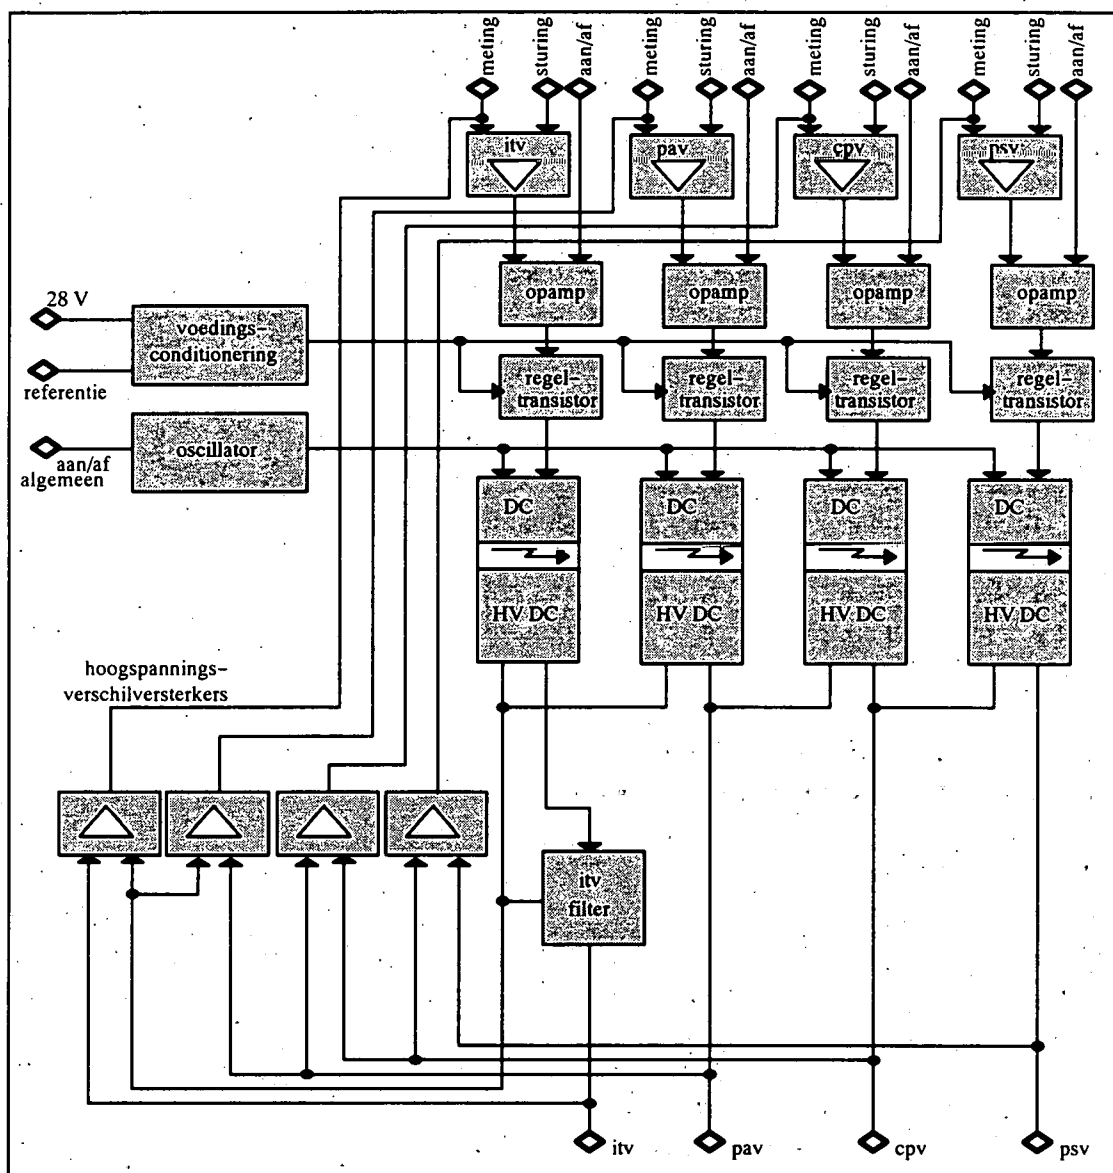 meting sturing aan/af meting sturing aan/af meting sturing aan/af meting sturing aan/af
itv pav cpv psv
opamp opamp opamp opamp
28 V
voedings-
conditionering
referentie
regel-
transistor
regel-
transistor
regel-
transistor
regel-
transistor
oscillator
aan/af
algemeen
DC DC DC DC
HV DC HV DC HV DC HV DC
hoogspannings-
verschilversterkers
itv
filter
itv pav cpv psv